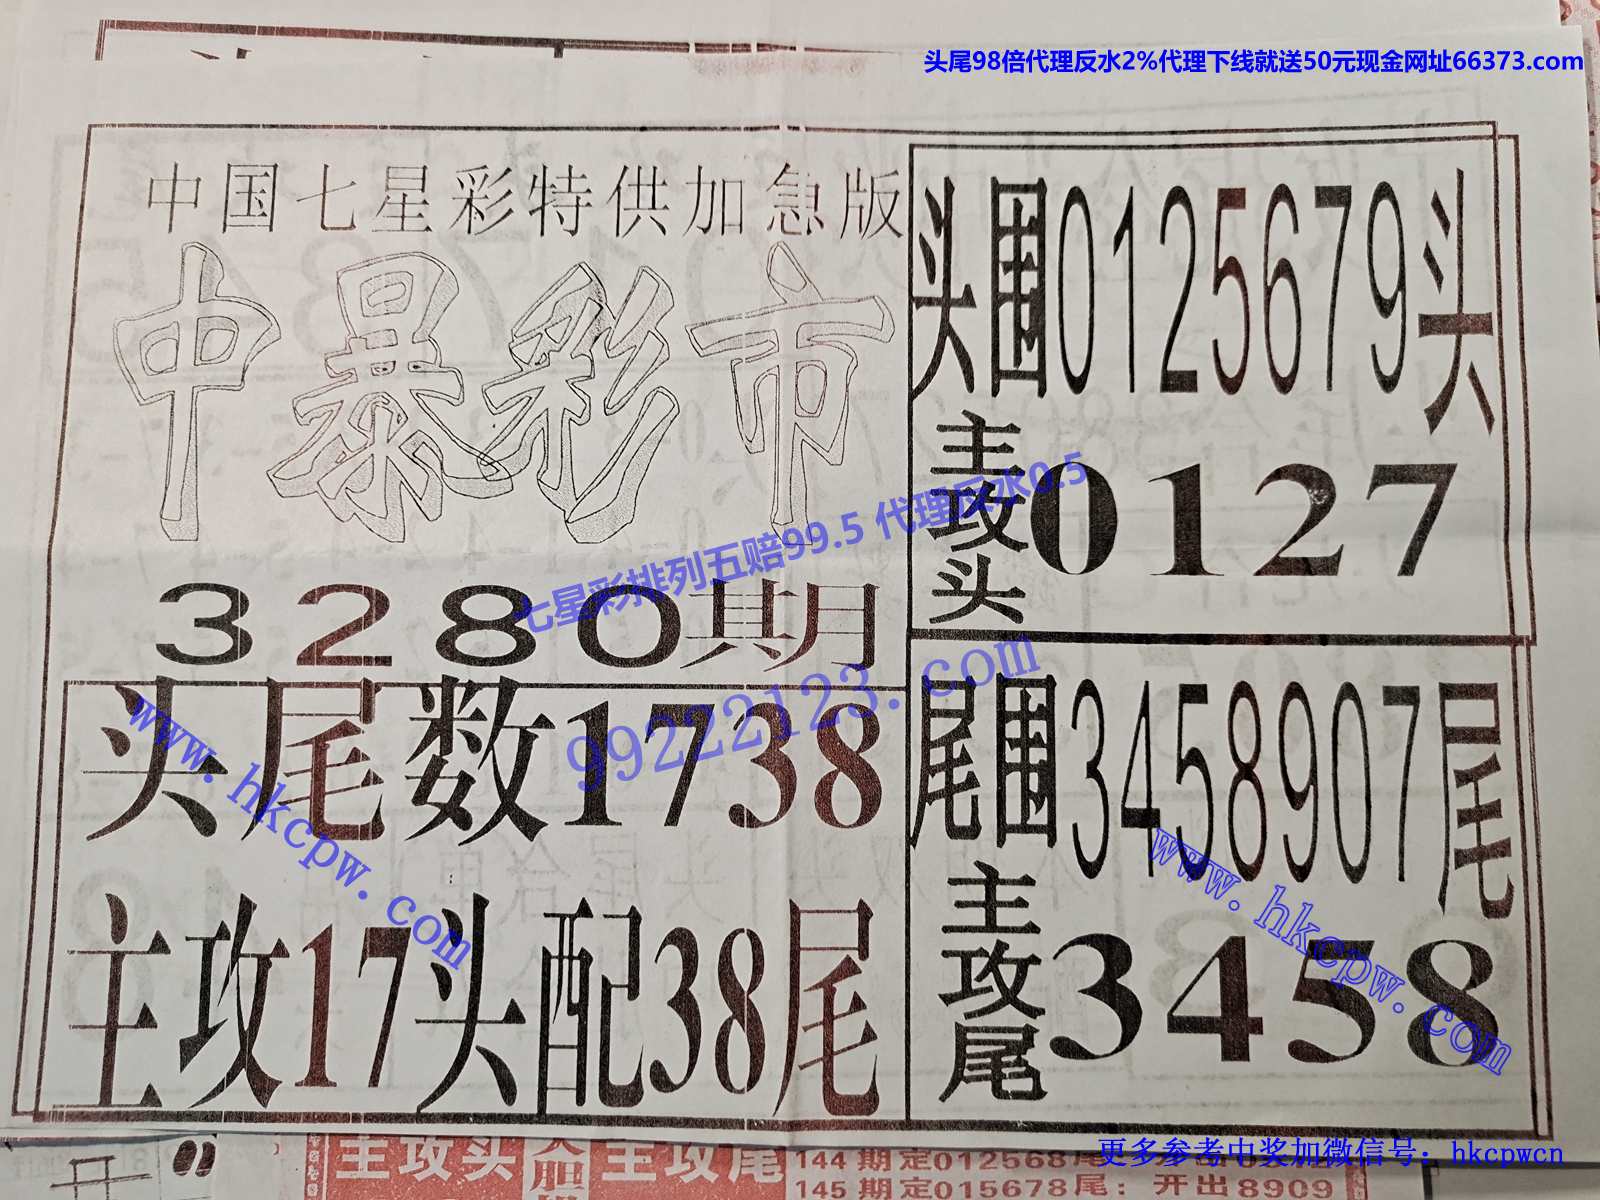 头尾98倍代理反水2%代理下线就送50元现金网址66373.com
中国七星彩特供加急版
中暴彩市
3280期
头尾数1738
主攻17头配38尾
头围0125679头
主攻头0127
尾围3458907尾
主攻尾3458
七星彩排列五赔99.5 代理反水0.5
99222123.com
www.hkcpw.com
www.hkcpw.com
更多参考中奖加微信号：hkcpwcn
主攻头
主攻尾
144期定012568尾
145期定015678尾：开出8909